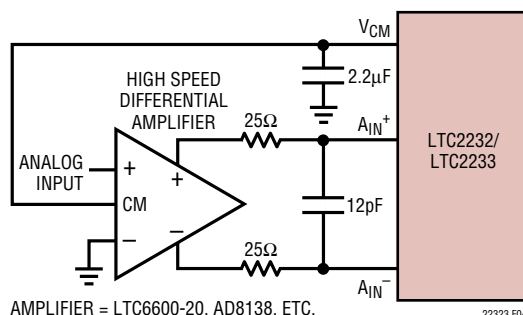 V_CM
HIGH SPEED
DIFFERENTIAL
AMPLIFIER
2.2µF
25Ω
A_IN^+
LTC2232/
LTC2233
ANALOG
INPUT
+
+
CM
12pF
−
−
25Ω
A_IN^−
AMPLIFIER = LTC6600-20, AD8138, ETC.